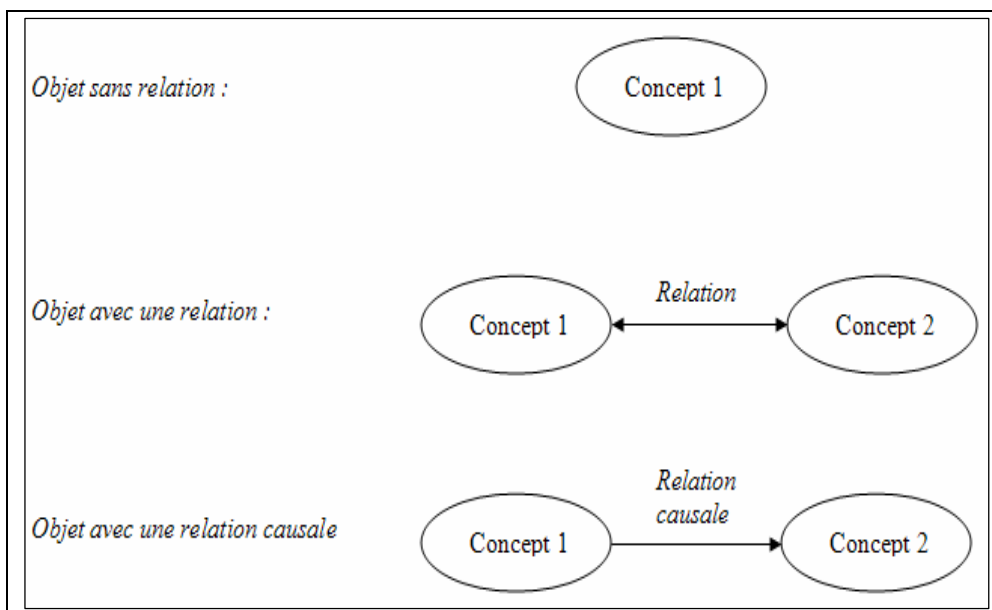 Objet sans relation :
Concept 1
Objet avec une relation :
Concept 1
Relation
Concept 2
Objet avec une relation causale
Concept 1
Relation
causale
Concept 2